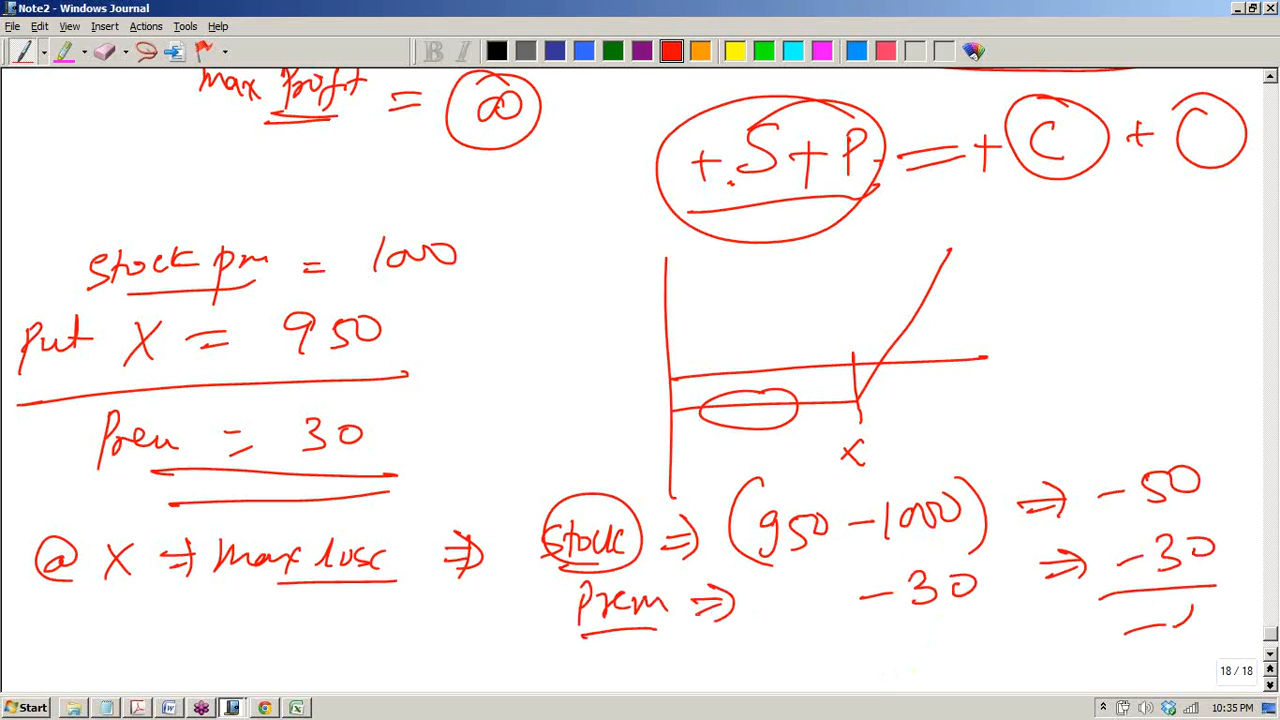 Note2 - Windows Journal
File Edit View Insert Actions Tools Help
B I
max Profit = ∞
+ S + P = + C + C
stock pm = 1000
Put X = 950
Prem = 30
X
@ X → max loss ⇒ stock ⇒ (950 - 1000) ⇒ - 50
Prem ⇒ - 30 ⇒ - 30
18 / 18
Start
10:35 PM